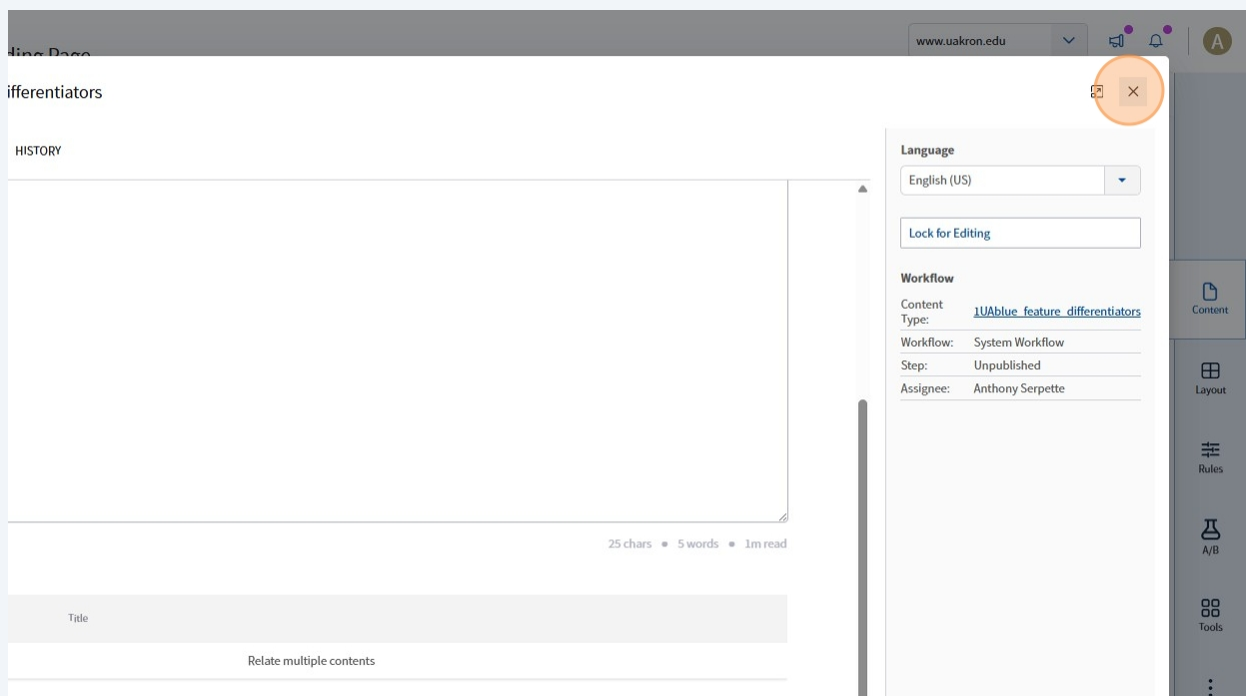 ding Page
www.uakron.edu
A
ifferentiators
HISTORY
Language
English (US)
Lock for Editing
Workflow
Content Type: 1UAblue_feature_differentiators
Workflow: System Workflow
Step: Unpublished
Assignee: Anthony Serpette
Content
Layout
Rules
A/B
Tools
25 chars • 5 words • 1m read
Title
Relate multiple contents